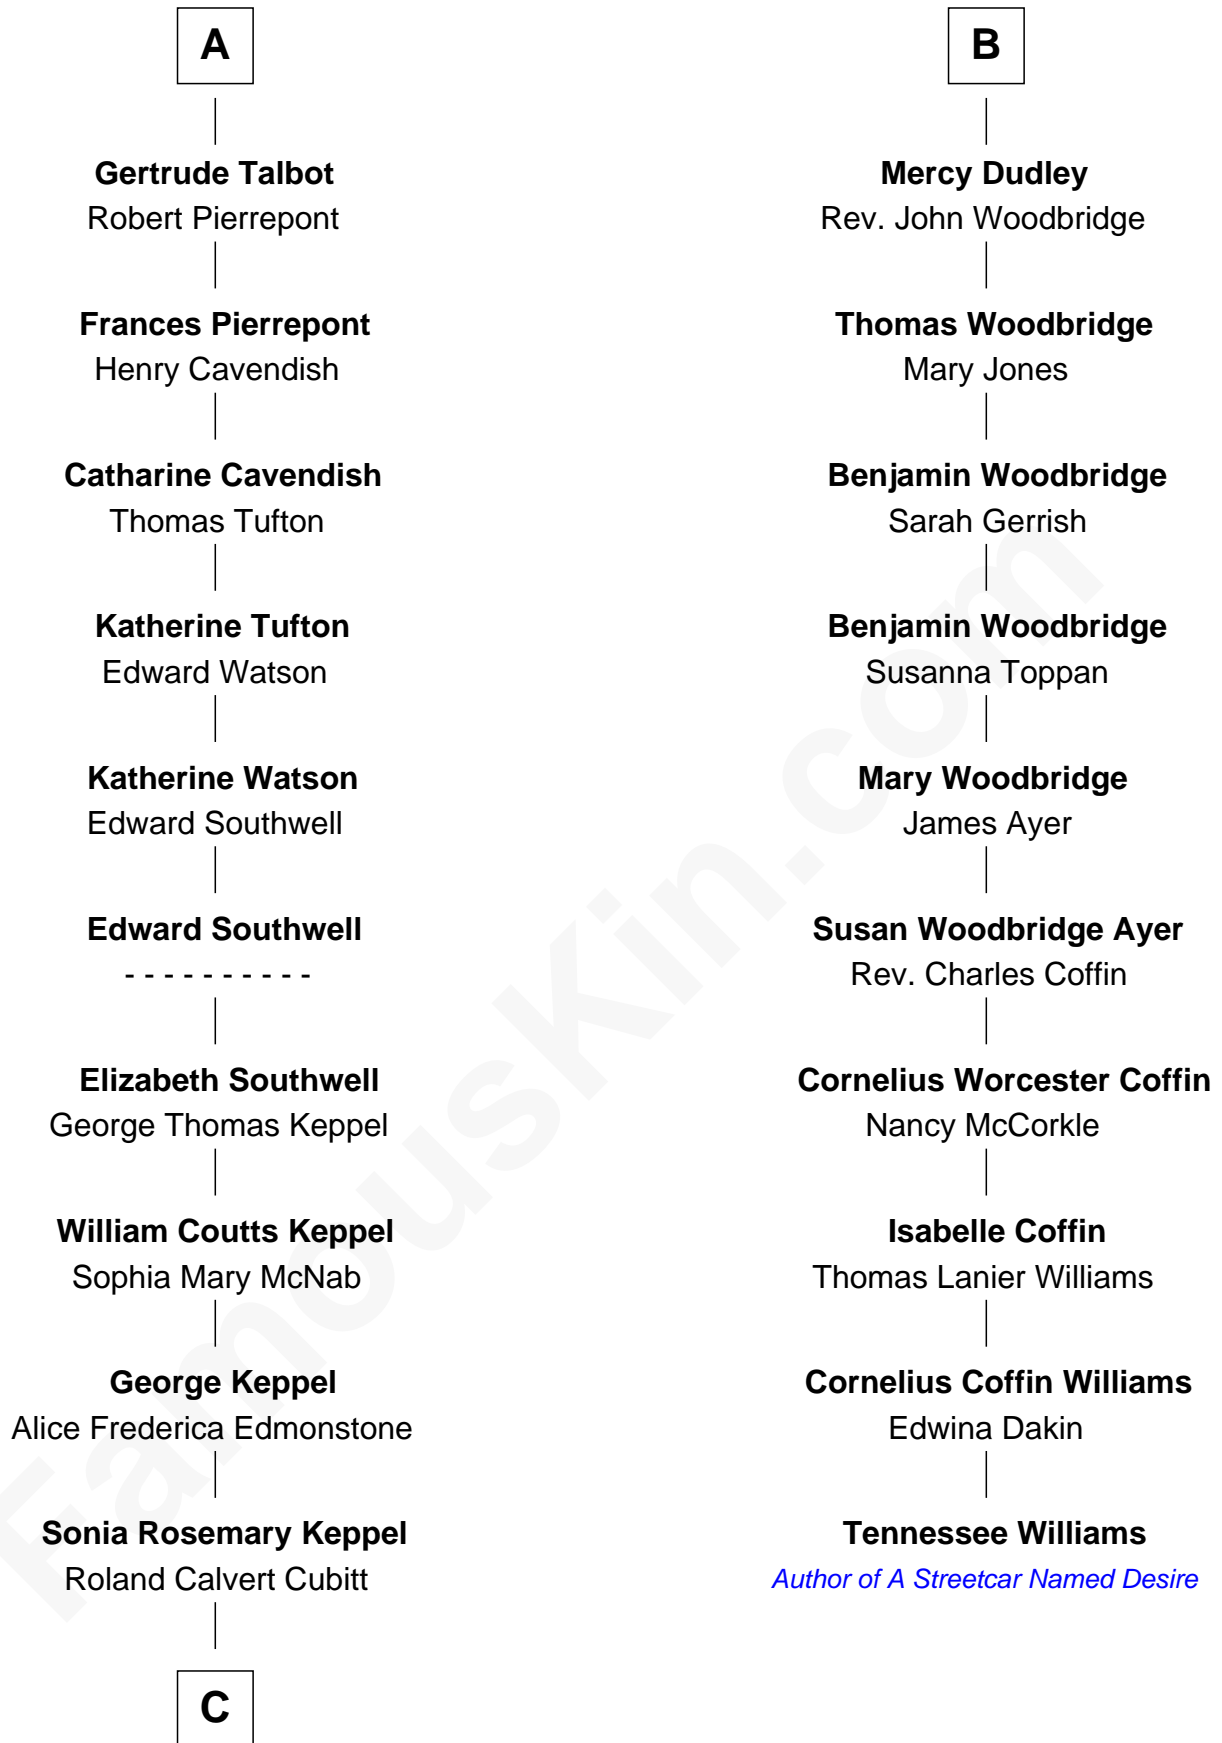 A
Gertrude Talbot
Robert Pierrepont
Frances Pierrepont
Henry Cavendish
Catharine Cavendish
Thomas Tufton
Katherine Tufton
Edward Watson
Katherine Watson
Edward Southwell
Edward Southwell
- - - - - - - - - -
Elizabeth Southwell
George Thomas Keppel
William Coutts Keppel
Sophia Mary McNab
George Keppel
Alice Frederica Edmonstone
Sonia Rosemary Keppel
Roland Calvert Cubitt
C
B
Mercy Dudley
Rev. John Woodbridge
Thomas Woodbridge
Mary Jones
Benjamin Woodbridge
Sarah Gerrish
Benjamin Woodbridge
Susanna Toppan
Mary Woodbridge
James Ayer
Susan Woodbridge Ayer
Rev. Charles Coffin
Cornelius Worcester Coffin
Nancy McCorkle
Isabelle Coffin
Thomas Lanier Williams
Cornelius Coffin Williams
Edwina Dakin
Tennessee Williams
Author of A Streetcar Named Desire
FamousKin.com